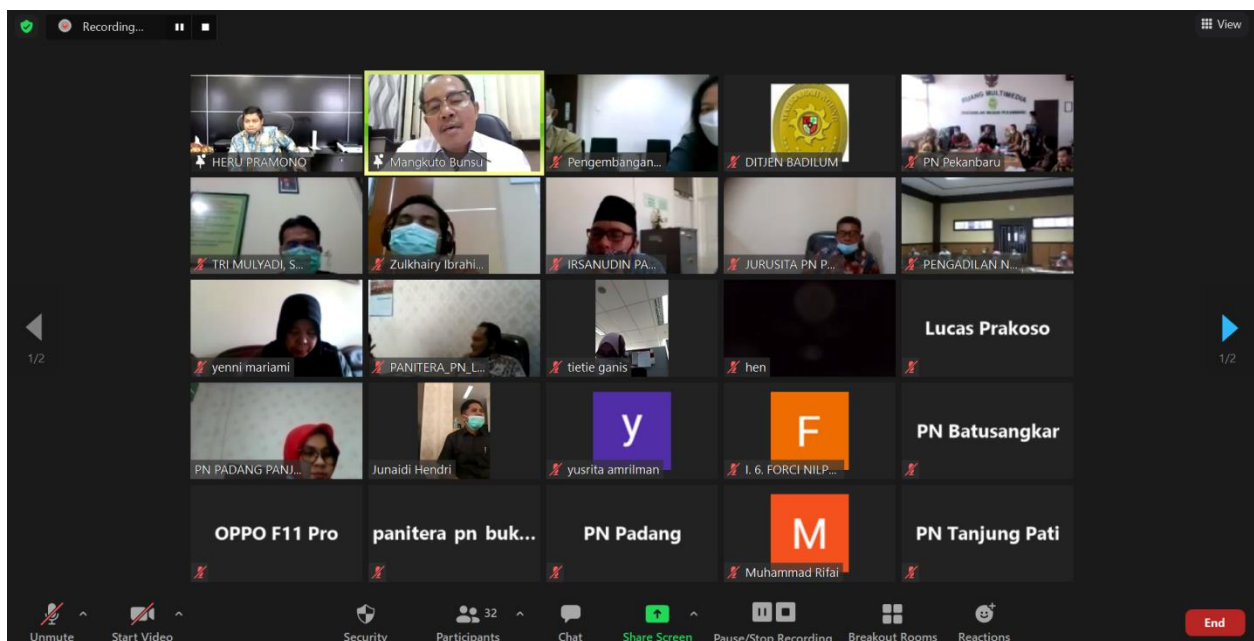 Recording...
View
HERU PRAMONO
Mangkuto Bunsu
Pengembangan...
DITJEN BADILUM
PN Pekanbaru
RUANG MULTIMEDIA
TRI MULYADI, S...
Zulkhairy Ibrahi...
IRSANUDIN PA...
JURUSITA PN P...
PENGADILAN N...
yenni mariami
PANITERA_PN_L...
tietie ganis
hen
Lucas Prakoso
1/2
1/2
PN PADANG PANJ...
Junaidi Hendri
y
yusrita amrilman
F
I. 6. FORCI NILP...
PN Batusangkar
OPPO F11 Pro
panitera pn buk...
PN Padang
M
Muhammad Rifai
PN Tanjung Pati
Unmute
Start Video
Security
32
Participants
Chat
Share Screen
Pause/Stop Recording
Breakout Rooms
Reactions
End